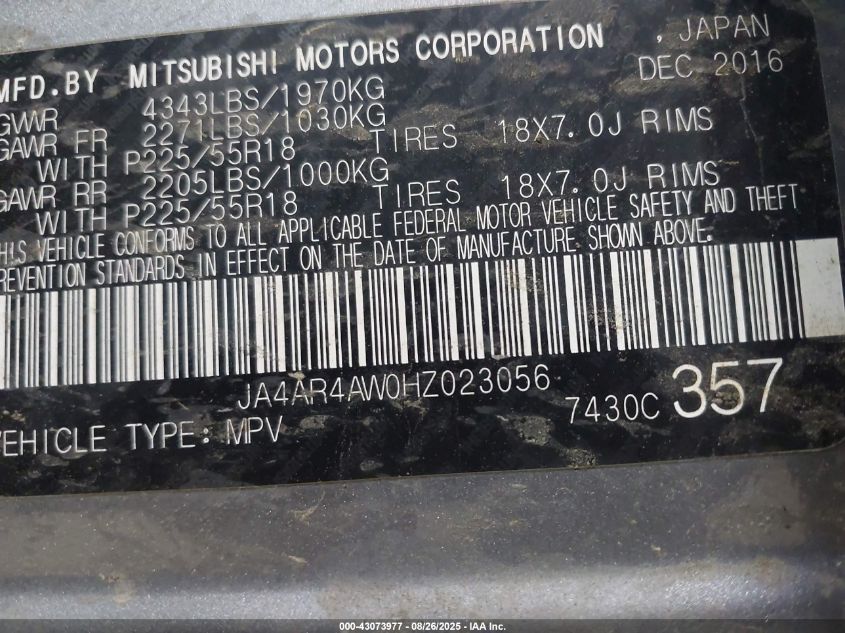 MFD.BY MITSUBISHI MOTORS CORPORATION , JAPAN
DEC 2016
GWWR 4343LBS/1970KG
GAWR FR 2271LBS/1030KG
WITH P225/55R18 TIRES 18X7.0J RIMS
GAWR RR 2205LBS/1000KG
WITH P225/55R18 TIRES 18X7.0J RIMS
THIS VEHICLE CONFORMS TO ALL APPLICABLE FEDERAL MOTOR VEHICLE SAFETY AND THEFT
PREVENTION STANDARDS IN EFFECT ON THE DATE OF MANUFACTURE SHOWN ABOVE.
JA4AR4AW0HZ023056
7430C 357
VEHICLE TYPE: MPV
000-43073977 - 08/26/2025 - IAA Inc.